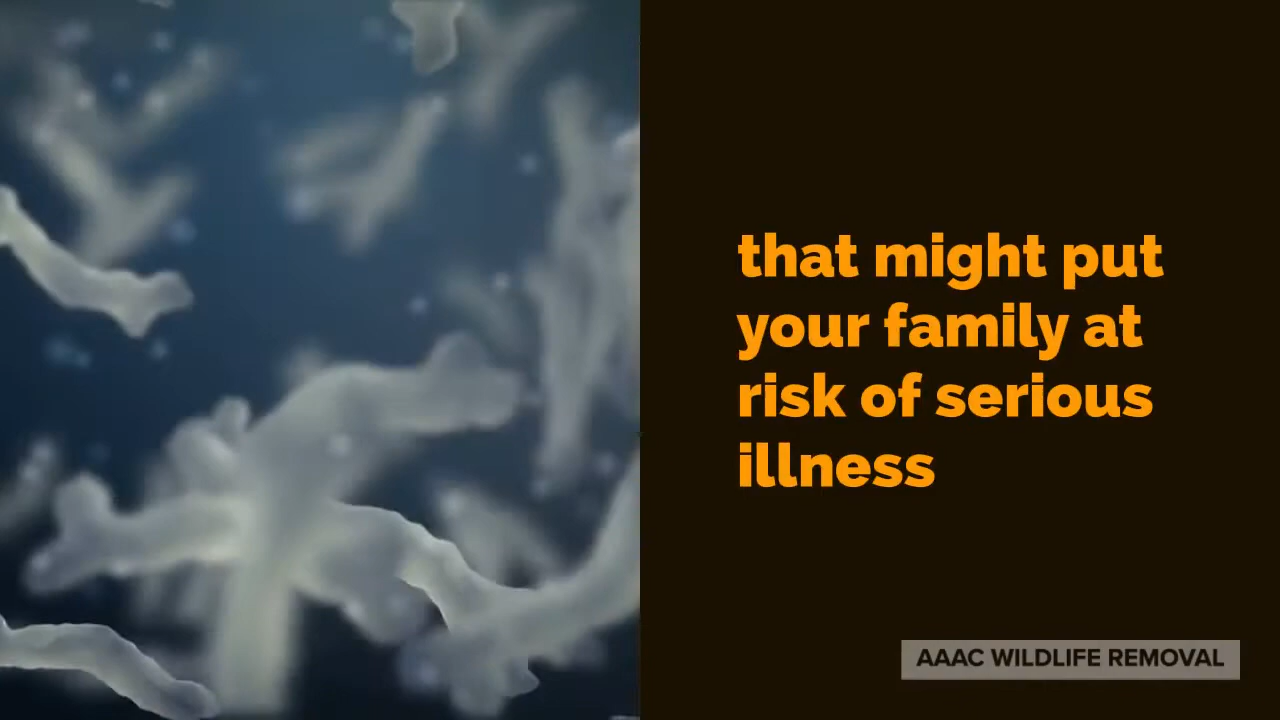 that might put
your family at
risk of serious
illness
AAAC WILDLIFE REMOVAL